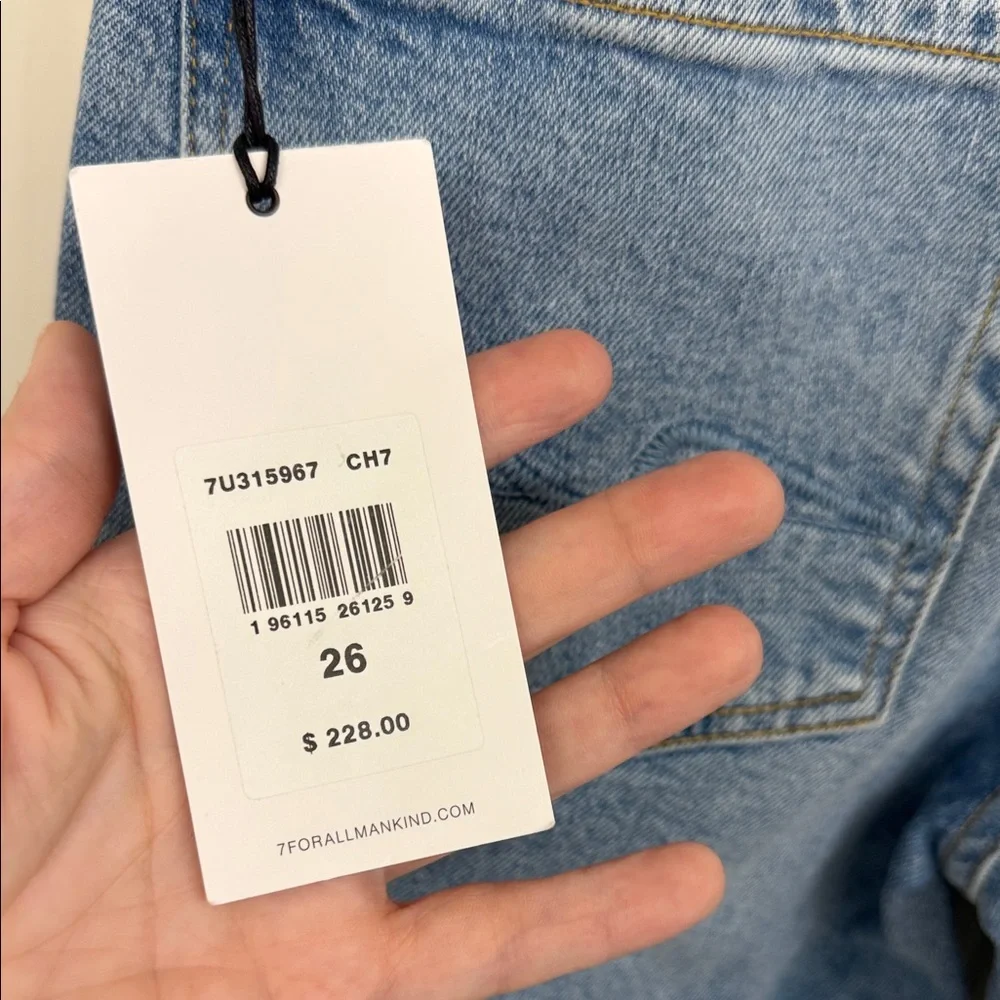 7U315967 CH7
1 96115 26125 9
26
$ 228.00
7FORALLMANKIND.COM